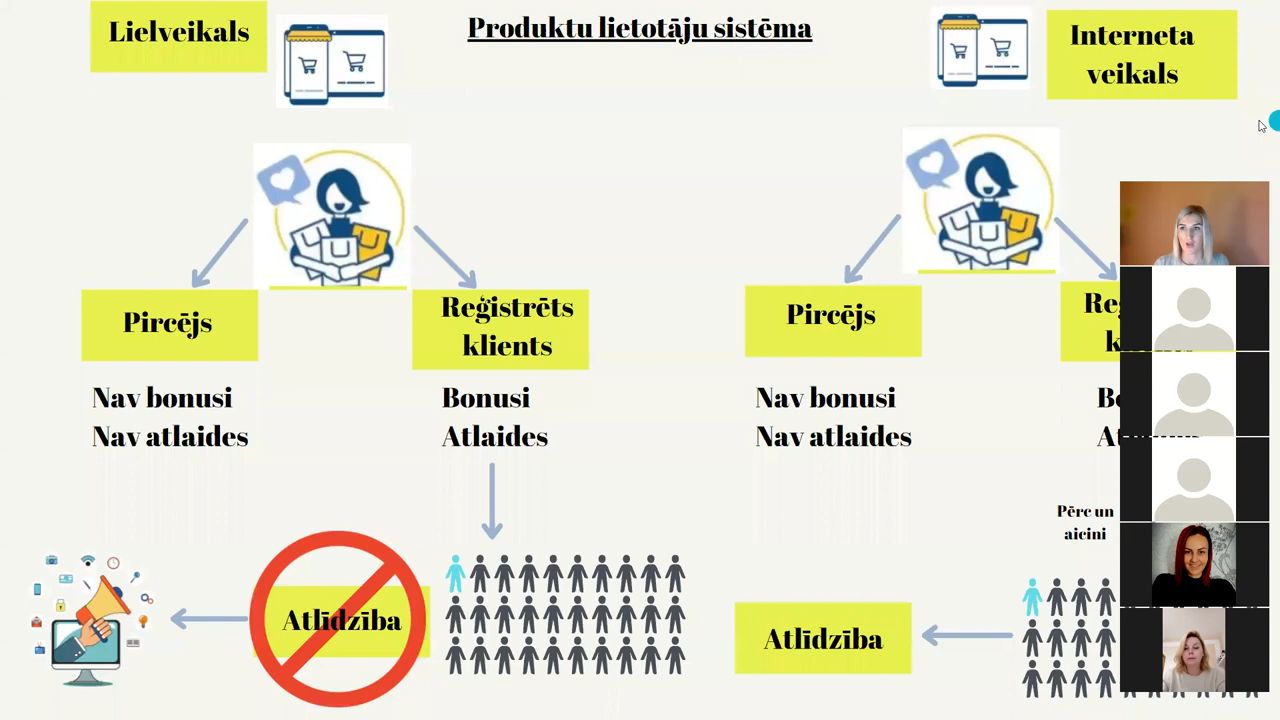 Produktu lietotāju sistēma
Lielveikals
Pircējs
Reģistrēts
klients
Nav bonusi
Nav atlaides
Bonusi
Atlaides
Atlīdzība
Interneta
veikals
Pircējs
Nav bonusi
Nav atlaides
Pērc un
aicini
Atlīdzība